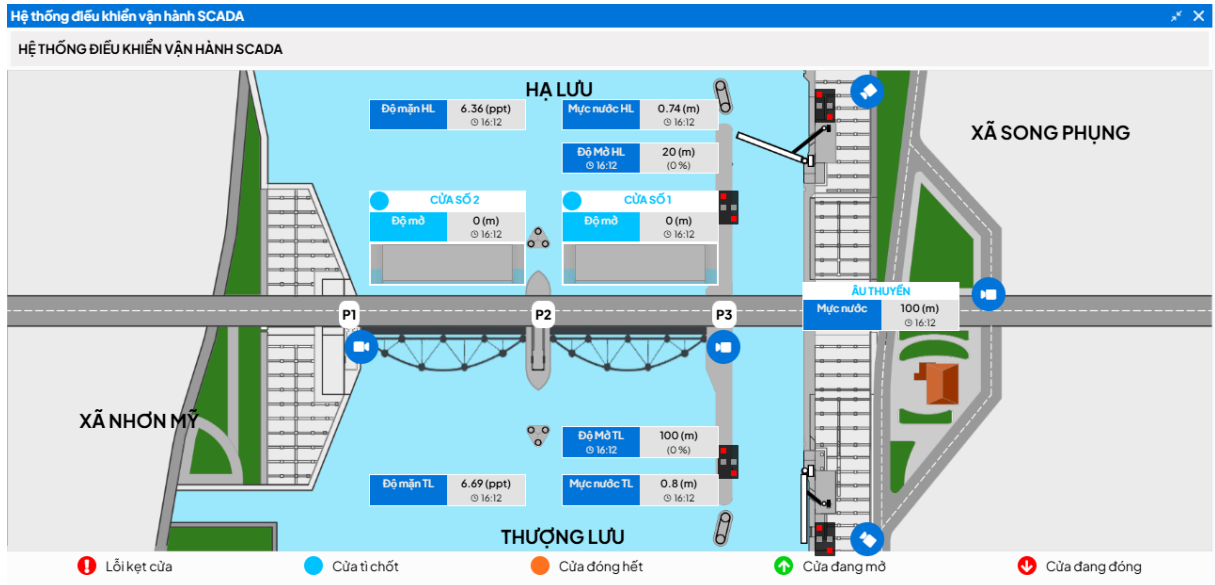 Hệ thống điều khiển vận hành SCADA
HỆ THỐNG ĐIỀU KHIỂN VẬN HÀNH SCADA
HẠ LƯU
Độ mặn HL 6.36 (ppt)
16:12
Mực nước HL 0.74 (m)
16:12
XÃ SONG PHỤNG
Độ Mở HL 20 (m)
16:12 (0 %)
CỬA SỐ 2
Độ mở 0 (m)
16:12
CỬA SỐ 1
Độ mở 0 (m)
16:12
ÂU THUYỀN
Mực nước 100 (m)
16:12
P1
P2
P3
XÃ NHƠN MỸ
Độ Mở TL 100 (m)
16:12 (0 %)
Độ mặn TL 6.69 (ppt)
16:12
Mực nước TL 0.8 (m)
16:12
THƯỢNG LƯU
Lỗi kẹt cửa
Cửa tì chốt
Cửa đóng hết
Cửa đang mở
Cửa đang đóng